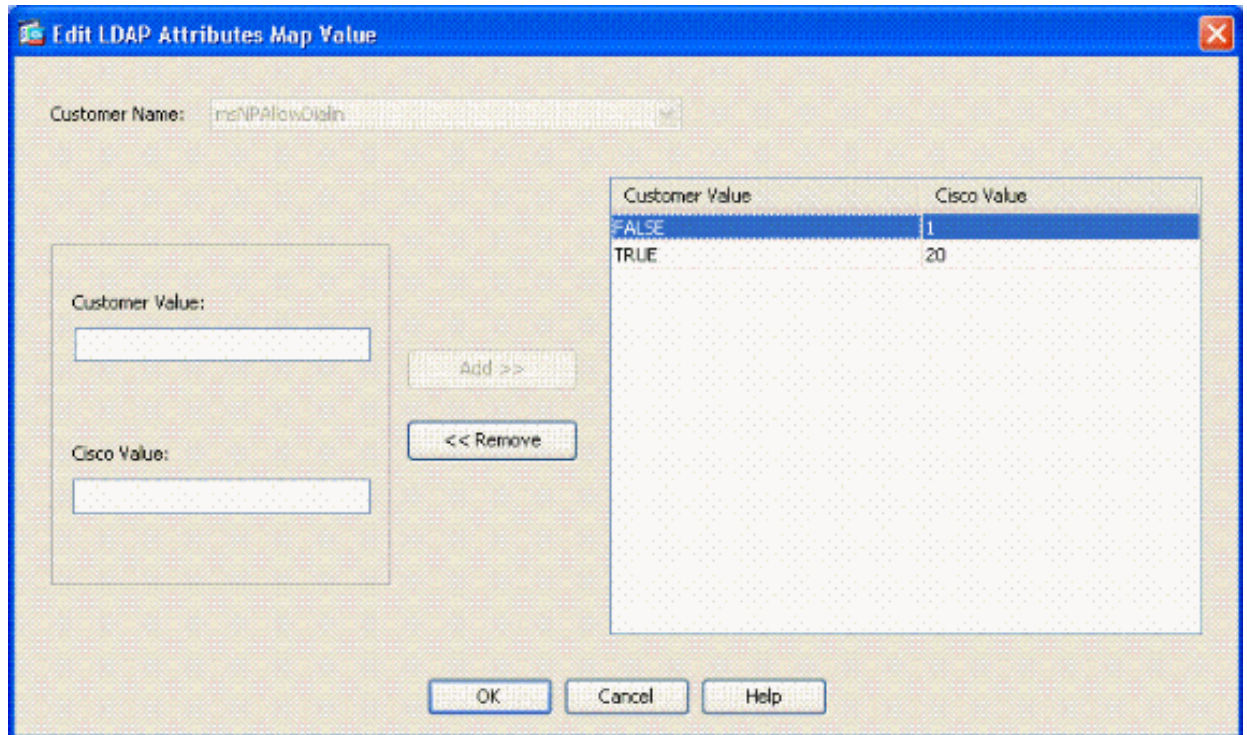 Edit LDAP Attributes Map Value
Customer Name: msNPAllowDialin
Customer Value Cisco Value
FALSE 1
TRUE 20
Customer Value:
Add >>
<< Remove
Cisco Value:
OK Cancel Help